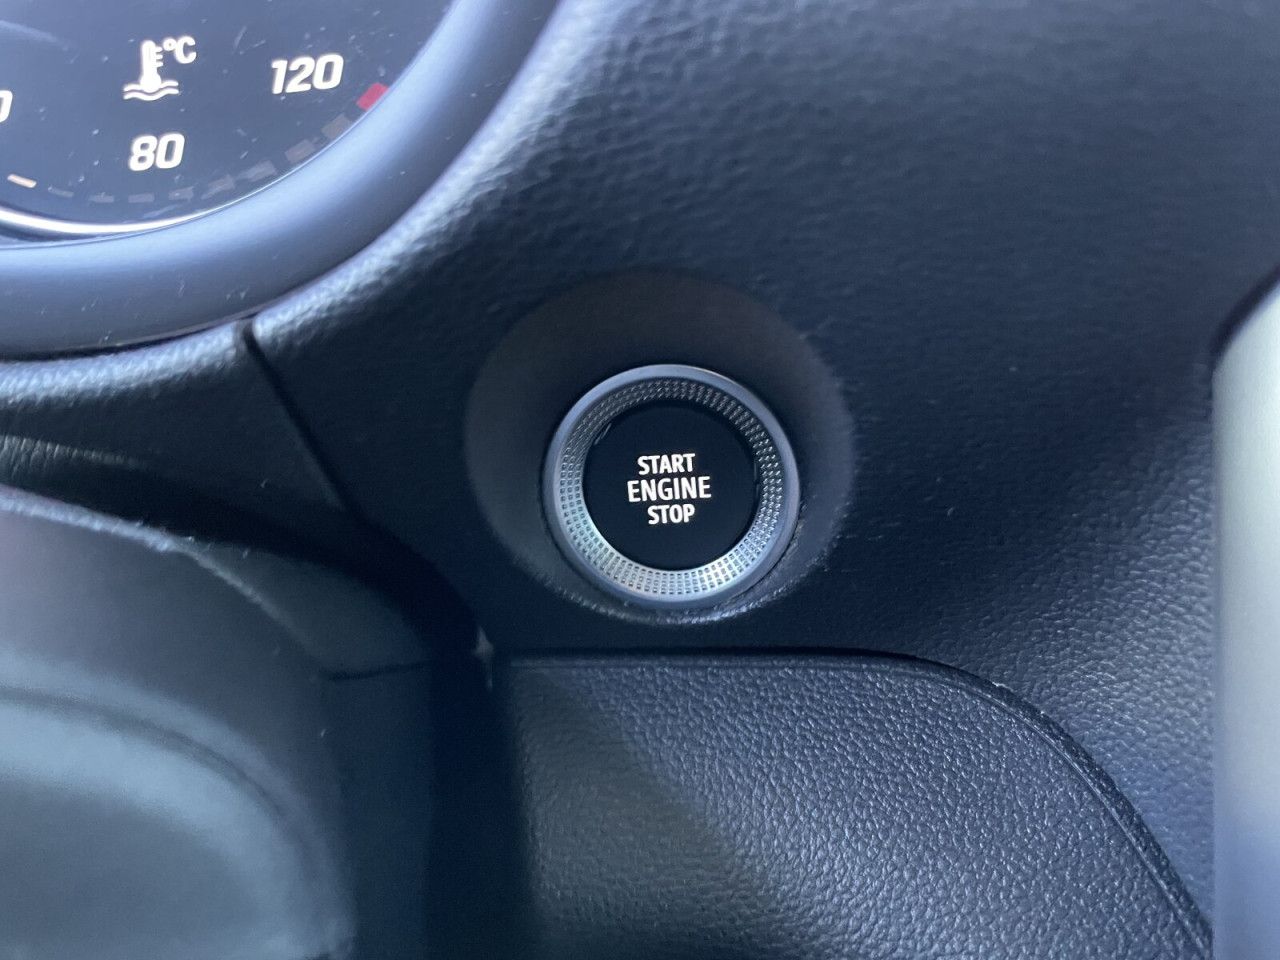 °C
120
80
START
ENGINE
STOP